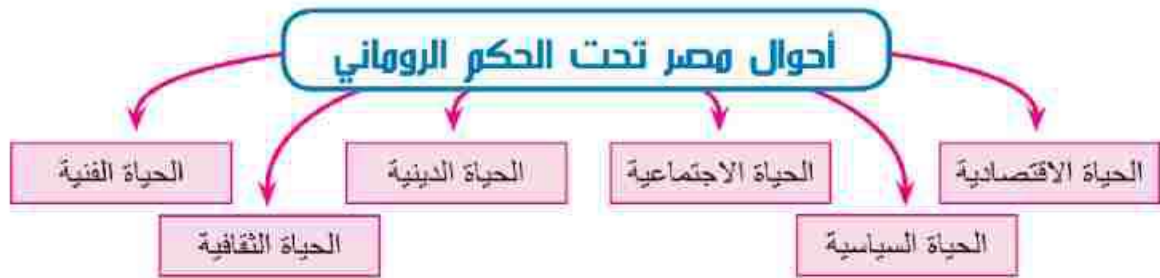 أحوال مصر تحت الحكم الروماني
الحياة الاقتصادية
الحياة السياسية
الحياة الاجتماعية
الحياة الدينية
الحياة الثقافية
الحياة الفنية